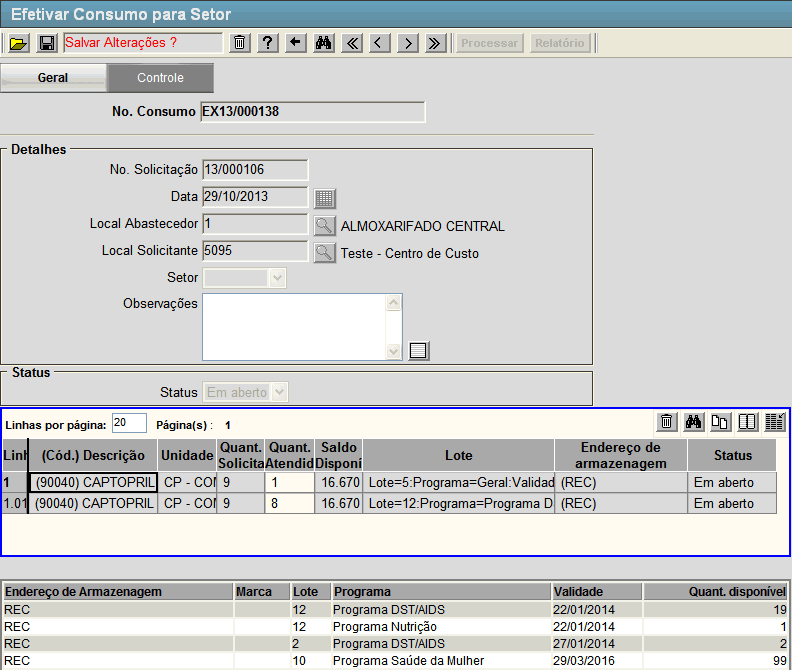 Efetivar Consumo para Setor
Salvar Alterações ? ? Processar Relatório
Geral Controle
No. Consumo EX13/000138
Detalhes
No. Solicitação 13/000106
Data 29/10/2013
Local Abastecedor 1 ALMOXARIFADO CENTRAL
Local Solicitante 5095 Teste - Centro de Custo
Setor
Observações
Status
Status Em aberto
Linhas por página: 20 Página(s) : 1
Linh (Cód.) Descrição Unidade Quant. Solicita Quant. Atendid Saldo Disponí Lote Endereço de armazenagem Status
1 (90040) CAPTOPRIL CP - COM 9 1 16.670 Lote=5:Programa=Geral:Validad (REC) Em aberto
1.01 (90040) CAPTOPRIL CP - COM 9 8 16.670 Lote=12:Programa=Programa D (REC) Em aberto
Endereço de Armazenagem Marca Lote Programa Validade Quant. disponível
REC 12 Programa DST/AIDS 22/01/2014 19
REC 12 Programa Nutrição 22/01/2014 1
REC 2 Programa DST/AIDS 27/01/2014 2
REC 10 Programa Saúde da Mulher 29/03/2016 99